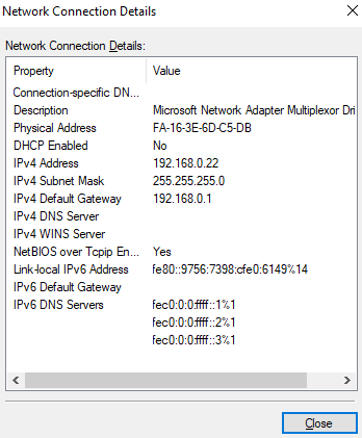 Network Connection Details
Network Connection Details:
Property Value
Connection-specific DN...
Description Microsoft Network Adapter Multiplexor Dri
Physical Address FA-16-3E-6D-C5-DB
DHCP Enabled No
IPv4 Address 192.168.0.22
IPv4 Subnet Mask 255.255.255.0
IPv4 Default Gateway 192.168.0.1
IPv4 DNS Server
IPv4 WINS Server
NetBIOS over Tcpip En... Yes
Link-local IPv6 Address fe80::9756:7398:cfe0:6149%14
IPv6 Default Gateway
IPv6 DNS Servers fec0:0:0:ffff::1%1
fec0:0:0:ffff::2%1
fec0:0:0:ffff::3%1
Close